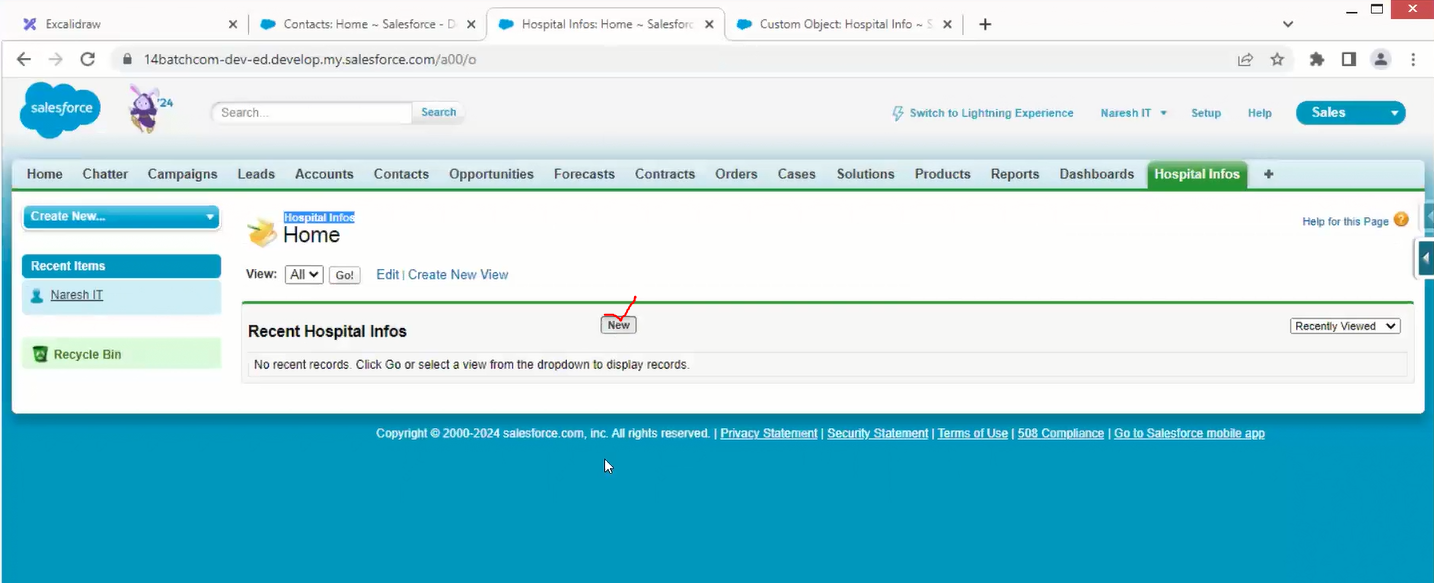 Excalidraw
Contacts: Home ~ Salesforce - D
Hospital Infos: Home ~ Salesforc
Custom Object: Hospital Info ~ S
14batchcom-dev-ed.develop.my.salesforce.com/a00/o
salesforce
'24
Search...
Search
Switch to Lightning Experience
Naresh IT
Setup
Help
Sales
Home Chatter Campaigns Leads Accounts Contacts Opportunities Forecasts Contracts Orders Cases Solutions Products Reports Dashboards Hospital Infos +
Create New...
Recent Items
Naresh IT
Recycle Bin
Hospital Infos
Home
Help for this Page ?
View: All Go! Edit | Create New View
Recent Hospital Infos
New
Recently Viewed
No recent records. Click Go or select a view from the dropdown to display records.
Copyright © 2000-2024 salesforce.com, inc. All rights reserved. | Privacy Statement | Security Statement | Terms of Use | 508 Compliance | Go to Salesforce mobile app